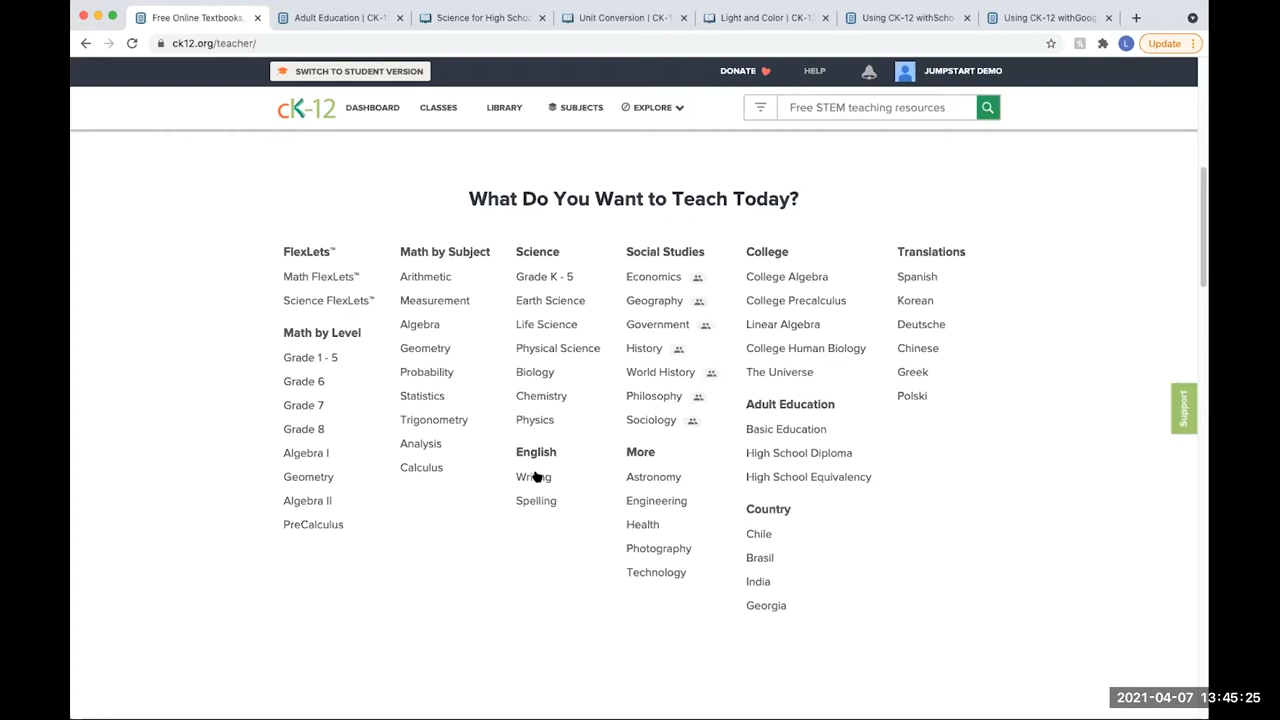 Free Online Textbooks,
Adult Education | CK-1
Science for High Schoo
Unit Conversion | CK-1
Light and Color | CK-12
Using CK-12 withScho
Using CK-12 withGoog
ck12.org/teacher/
L
Update
SWITCH TO STUDENT VERSION
DONATE
HELP
JUMPSTART DEMO
cK-12
DASHBOARD
CLASSES
LIBRARY
SUBJECTS
EXPLORE
Free STEM teaching resources
What Do You Want to Teach Today?
FlexLets™
Math FlexLets™
Science FlexLets™
Math by Level
Grade 1 - 5
Grade 6
Grade 7
Grade 8
Algebra I
Geometry
Algebra II
PreCalculus
Math by Subject
Arithmetic
Measurement
Algebra
Geometry
Probability
Statistics
Trigonometry
Analysis
Calculus
Science
Grade K - 5
Earth Science
Life Science
Physical Science
Biology
Chemistry
Physics
English
Writing
Spelling
Social Studies
Economics
Geography
Government
History
World History
Philosophy
Sociology
More
Astronomy
Engineering
Health
Photography
Technology
College
College Algebra
College Precalculus
Linear Algebra
College Human Biology
The Universe
Adult Education
Basic Education
High School Diploma
High School Equivalency
Country
Chile
Brasil
India
Georgia
Translations
Spanish
Korean
Deutsche
Chinese
Greek
Polski
Support
2021-04-07 13:45:25